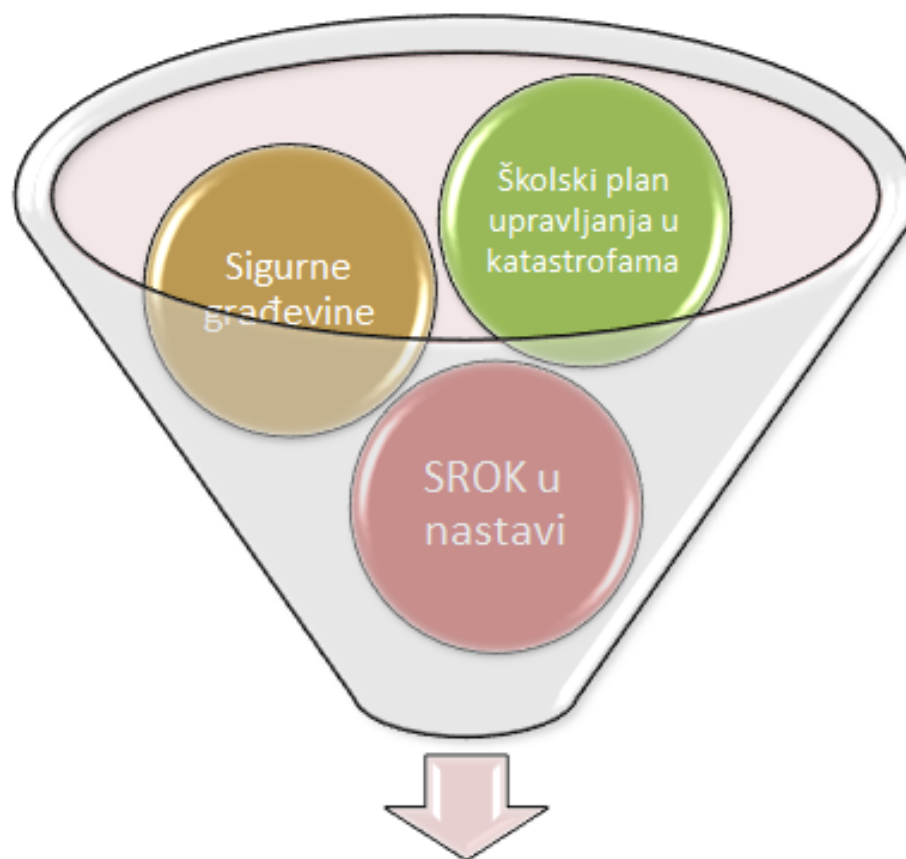 Školski plan
upravljanja u
katastrofama
Sigurne
građevine
SROK u
nastavi